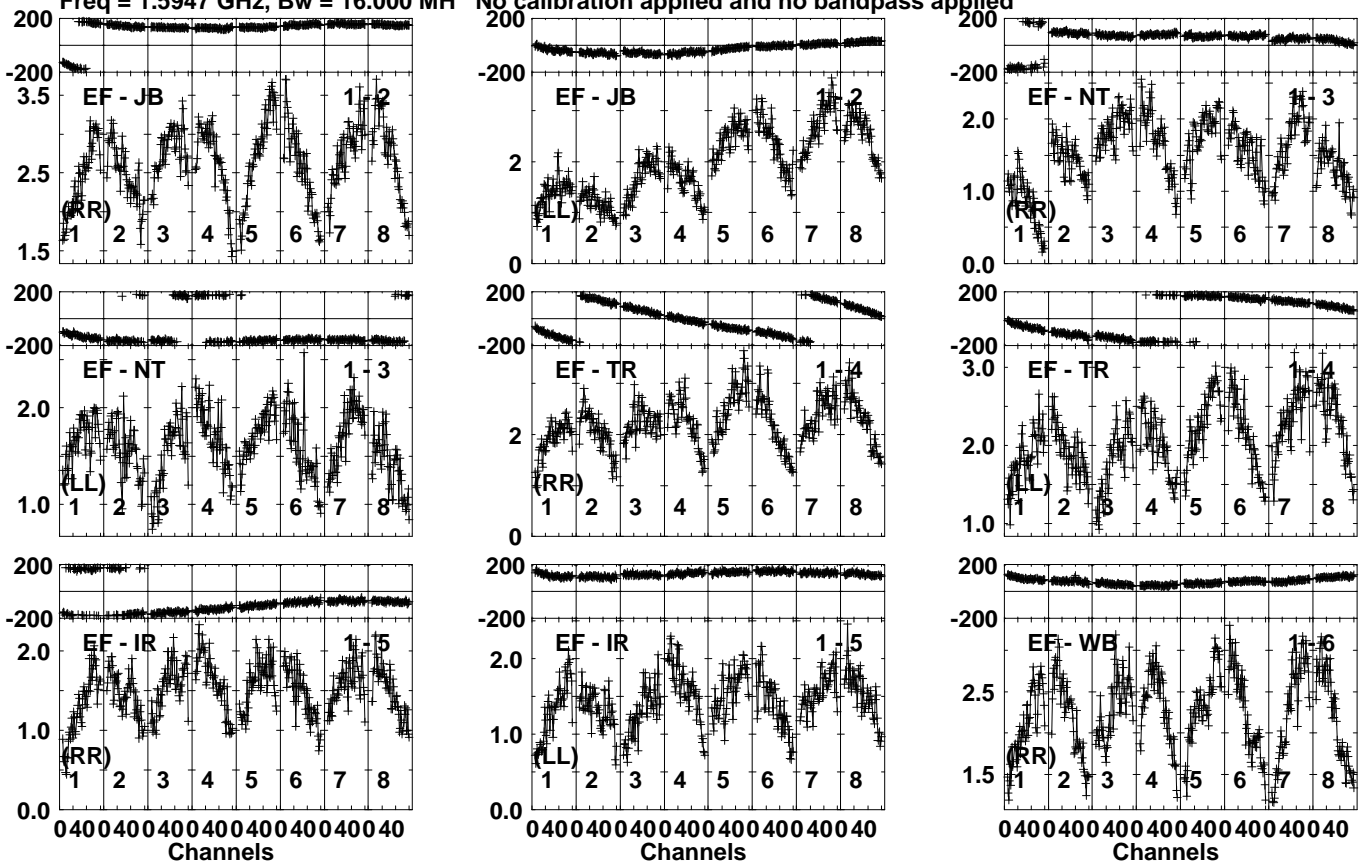 Freq = 1.5947 GHz, Bw = 16.000 MH No calibration applied and no bandpass applied
200
-200
3.5
2.5
1.5
EF - JB 1 - 2
(RR)
1 2 3 4 5 6 7 8
200
-200
2
0
EF - JB 1 - 2
(LL)
1 2 3 4 5 6 7 8
200
-200
2.0
1.0
0.0
EF - NT 1 - 3
(RR)
1 2 3 4 5 6 7 8
200
-200
2.0
1.0
EF - NT 1 - 3
(LL)
1 2 3 4 5 6 7 8
200
-200
2
0
EF - TR 1 - 4
(RR)
1 2 3 4 5 6 7 8
200
-200
3.0
2.0
1.0
EF - TR 1 - 4
(LL)
1 2 3 4 5 6 7 8
200
-200
2.0
1.0
0.0
EF - IR 1 - 5
(RR)
1 2 3 4 5 6 7 8
0 40 0 40 0 40 0 40 0 40 0 40 0 40 0 40
Channels
200
-200
2.0
1.0
0.0
EF - IR 1 - 5
(LL)
1 2 3 4 5 6 7 8
0 40 0 40 0 40 0 40 0 40 0 40 0 40 0 40
Channels
200
-200
2.5
1.5
EF - WB 1 - 6
(RR)
1 2 3 4 5 6 7 8
0 40 0 40 0 40 0 40 0 40 0 40 0 40 0 40
Channels